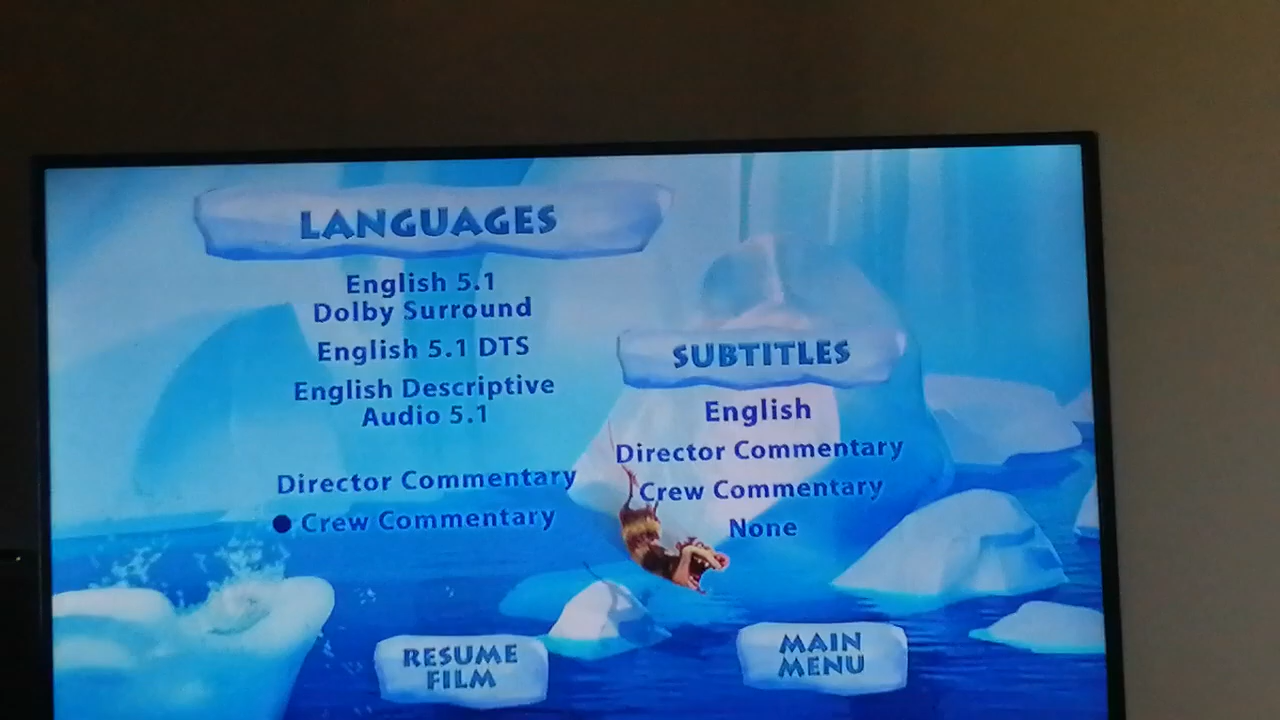 LANGUAGES
English 5.1
Dolby Surround
English 5.1 DTS
English Descriptive
Audio 5.1
Director Commentary
Crew Commentary
SUBTITLES
English
Director Commentary
Crew Commentary
None
RESUME
FILM
MAIN
MENU